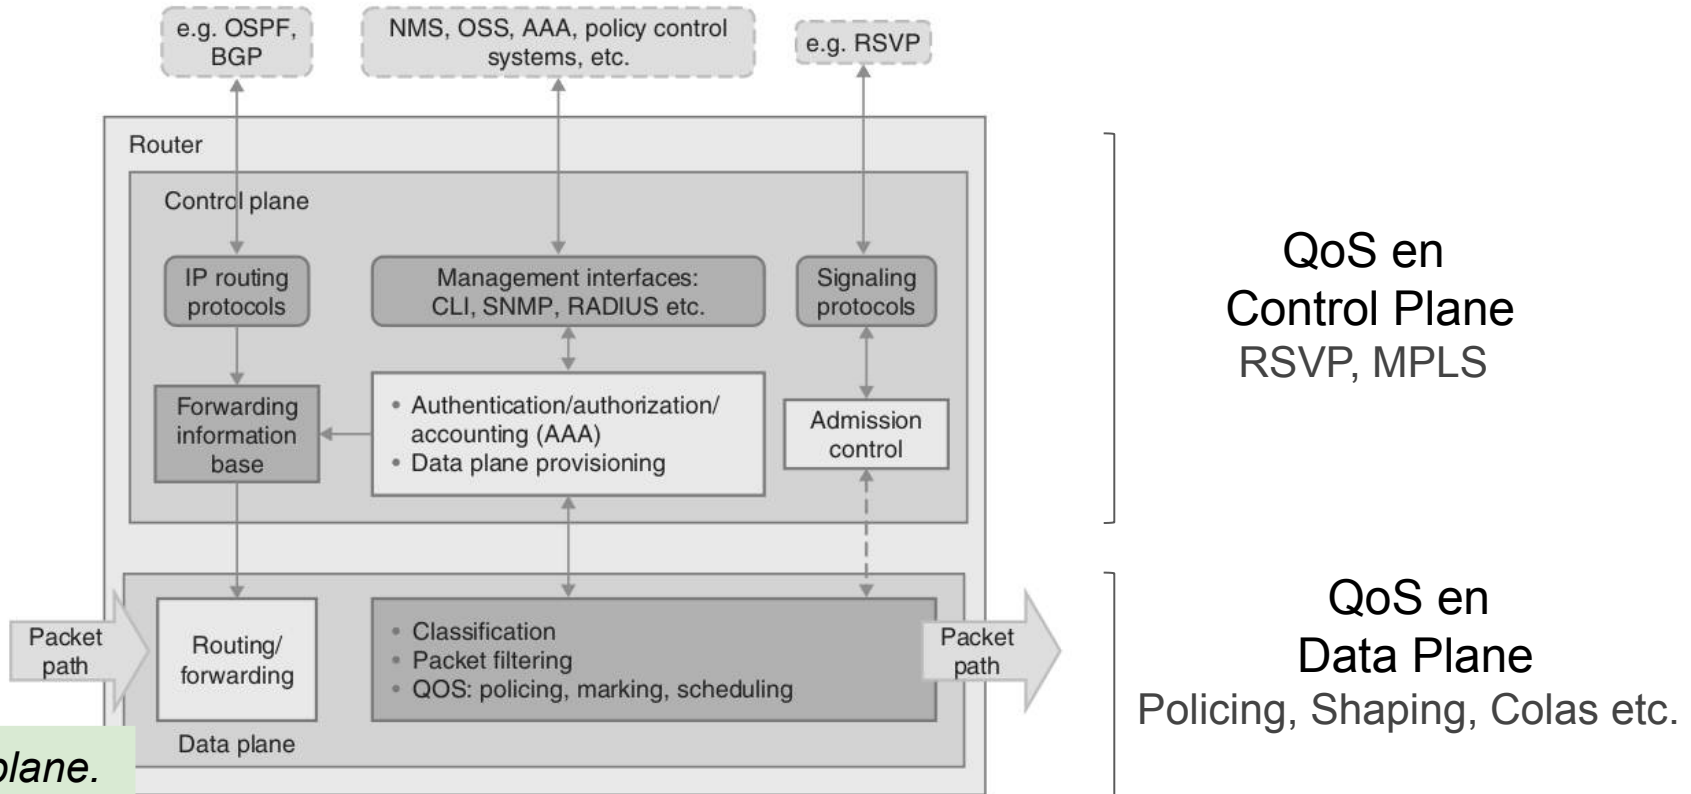 e.g. OSPF,
BGP
NMS, OSS, AAA, policy control
systems, etc.
e.g. RSVP
Router
Control plane
IP routing
protocols
Management interfaces:
CLI, SNMP, RADIUS etc.
Signaling
protocols
Forwarding
information
base
• Authentication/authorization/
accounting (AAA)
• Data plane provisioning
Admission
control
QoS en
Control Plane
RSVP, MPLS
Packet
path
Routing/
forwarding
• Classification
• Packet filtering
• QOS: policing, marking, scheduling
Packet
path
Data plane
QoS en
Data Plane
Policing, Shaping, Colas etc.
plane.